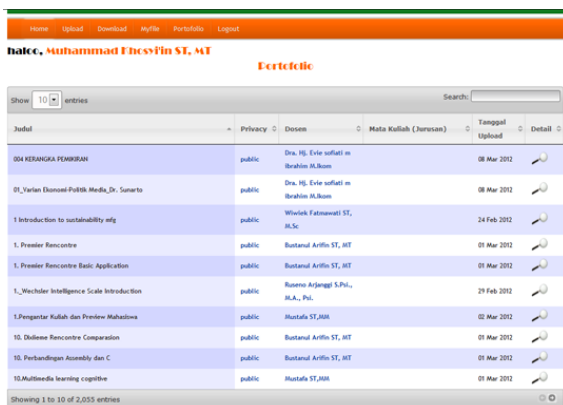 Home Upload Download Myfile Portofolio Logout
haloo, Muhammad Khosyi'in ST, MT
Portofolio
Show 10 entries Search:
Judul Privacy Dosen Mata Kuliah (Jurusan) Tanggal Upload Detail
004 KERANGKA PEMIKIRAN public Dra. Hj. Evie sofiati m Ibrahim M.Ikom 08 Mar 2012
01_Varian Ekonomi-Politik Media_Dr. Sunarto public Dra. Hj. Evie sofiati m Ibrahim M.Ikom 08 Mar 2012
1 Introduction to sustainability mfg public Wiwiek Fatmawati ST, M.Sc 24 Feb 2012
1. Premier Rencontre public Bustanul Arifin ST, MT 01 Mar 2012
1. Premier Rencontre Basic Application public Bustanul Arifin ST, MT 01 Mar 2012
1._Wechsler Intelligence Scale Introduction public Ruseno Arjanggi S.Psi., M.A., Psi. 29 Feb 2012
1.Pengantar Kuliah dan Preview Mahasiswa public Mustafa ST,MM 02 Mar 2012
10. Dixieme Rencontre Comparasion public Bustanul Arifin ST, MT 01 Mar 2012
10. Perbandingan Assembly dan C public Bustanul Arifin ST, MT 01 Mar 2012
10.Multimedia learning cognitive public Mustafa ST,MM 01 Mar 2012
Showing 1 to 10 of 2,055 entries